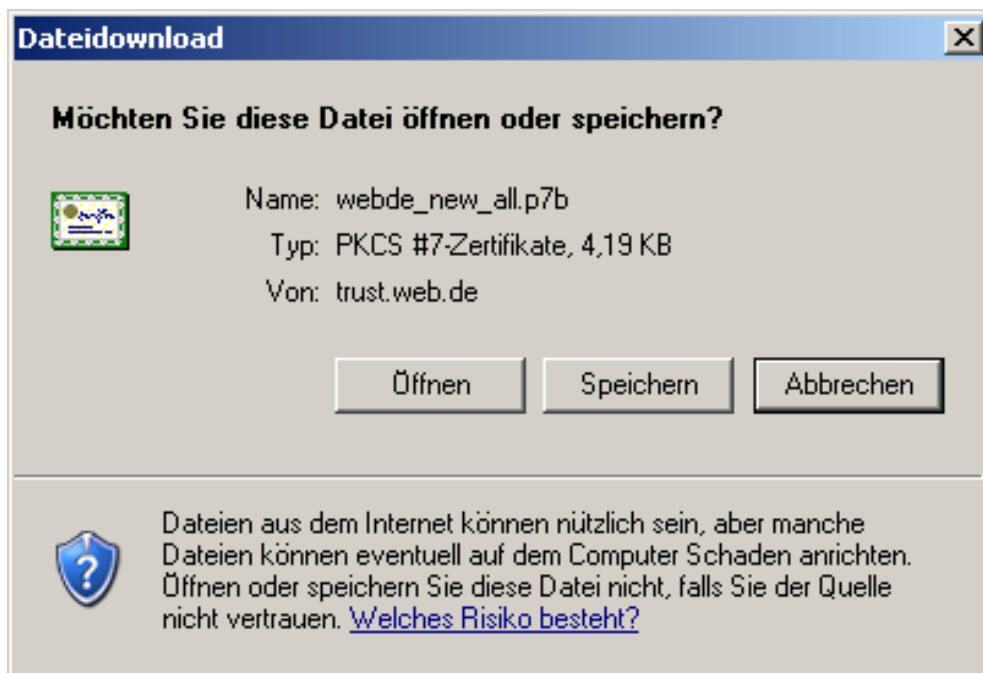 Dateidownload
Möchten Sie diese Datei öffnen oder speichern?
Name: webde_new_all.p7b
Typ: PKCS #7-Zertifikate, 4,19 KB
Von: trust.web.de
Öffnen Speichern Abbrechen
Dateien aus dem Internet können nützlich sein, aber manche
Dateien können eventuell auf dem Computer Schaden anrichten.
Öffnen oder speichern Sie diese Datei nicht, falls Sie der Quelle
nicht vertrauen. Welches Risiko besteht?